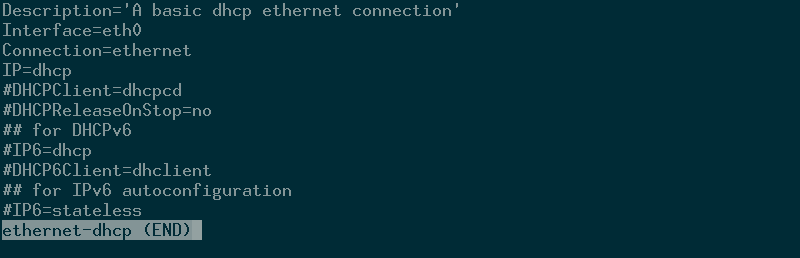 Description='A basic dhcp ethernet connection'
Interface=eth0
Connection=ethernet
IP=dhcp
#DHCPClient=dhcpcd
#DHCPReleaseOnStop=no
## for DHCPv6
#IP6=dhcp
#DHCP6Client=dhclient
## for IPv6 autoconfiguration
#IP6=stateless
ethernet-dhcp (END)